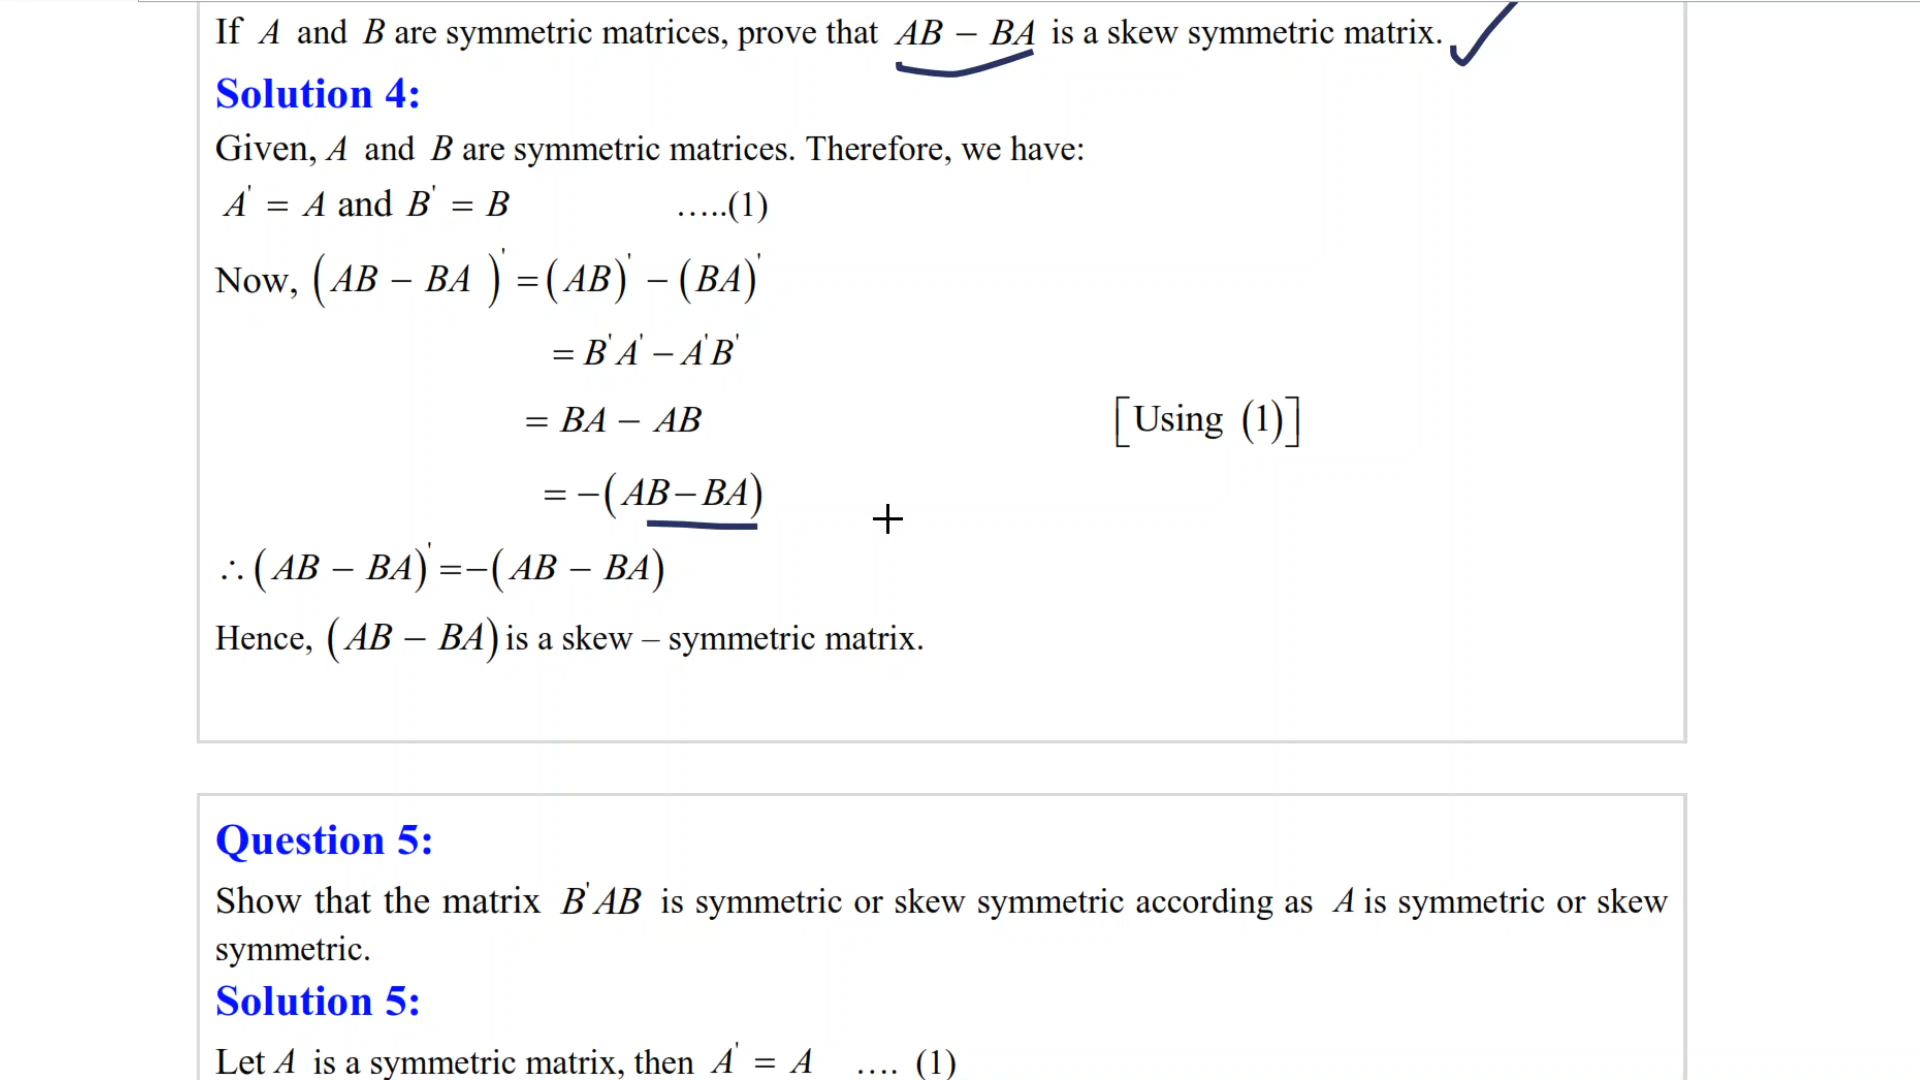 If A and B are symmetric matrices, prove that AB − BA is a skew symmetric matrix.
Solution 4:
Given, A and B are symmetric matrices. Therefore, we have:
A' = A and B' = B .....(1)
Now, (AB − BA)' = (AB)' − (BA)'
= B'A' − A'B'
= BA − AB [Using (1)]
= −(AB − BA)
∴ (AB − BA)' = −(AB − BA)
Hence, (AB − BA) is a skew – symmetric matrix.
Question 5:
Show that the matrix B'AB is symmetric or skew symmetric according as A is symmetric or skew
symmetric.
Solution 5:
Let A is a symmetric matrix, then A' = A .... (1)